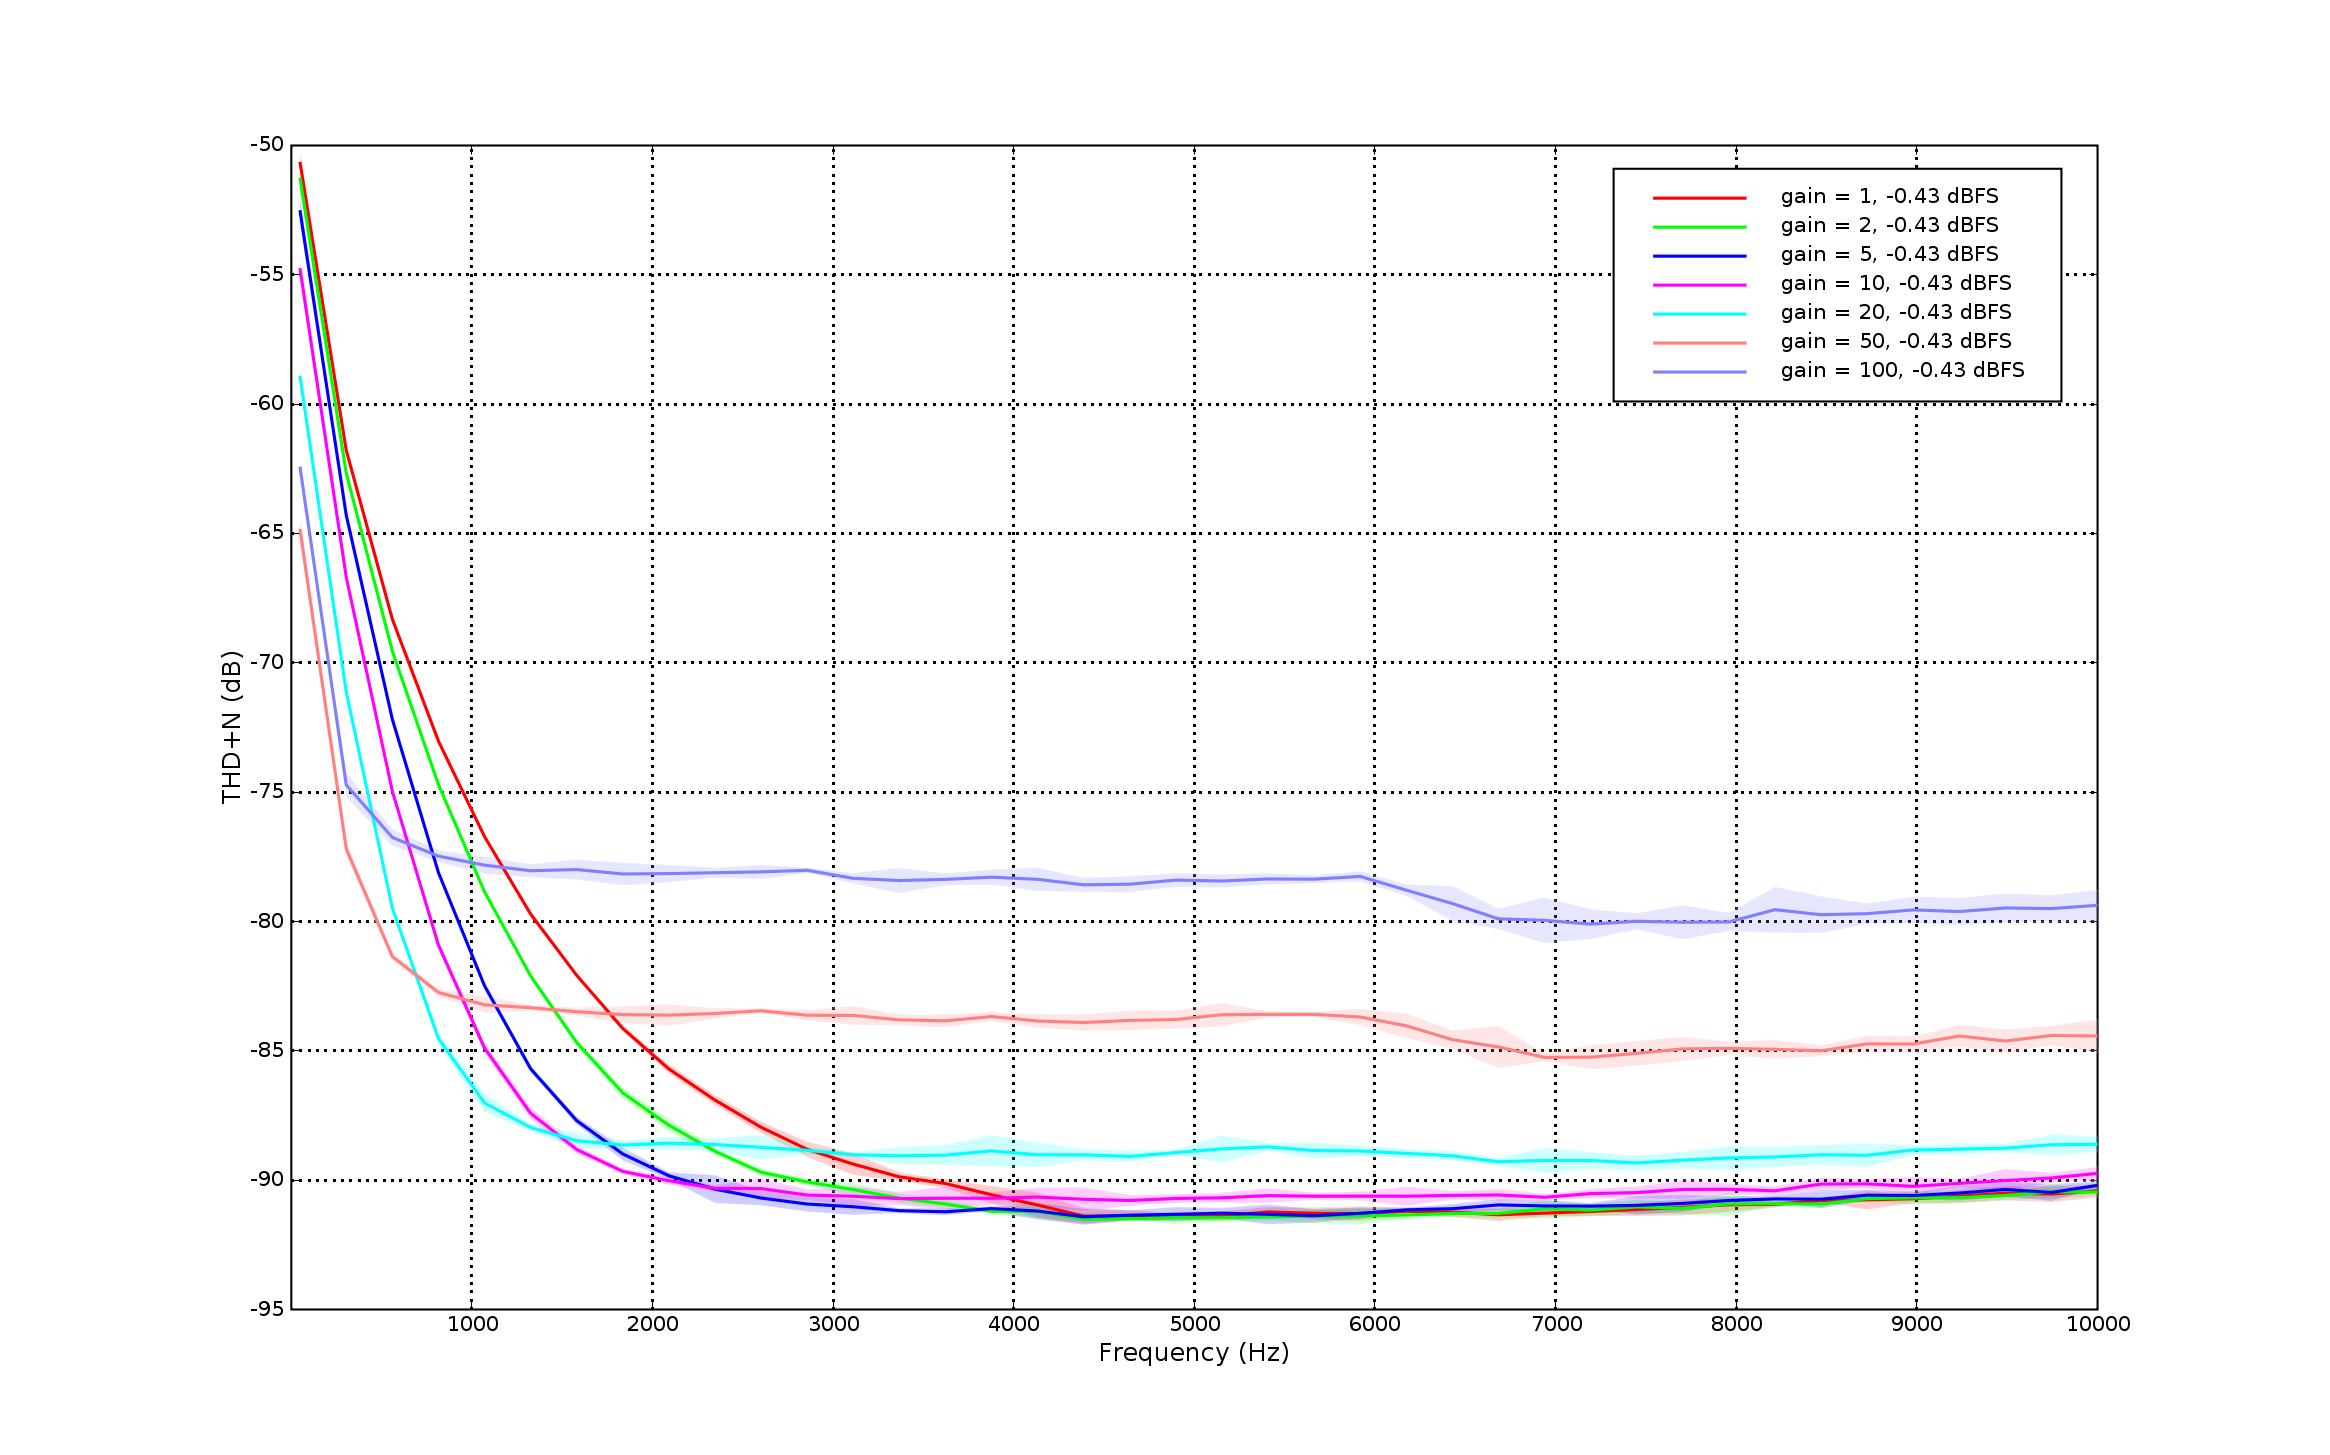 -50
-55
-60
-65
-70
-75
-80
-85
-90
-95
THD+N (dB)
gain = 1, -0.43 dBFS
gain = 2, -0.43 dBFS
gain = 5, -0.43 dBFS
gain = 10, -0.43 dBFS
gain = 20, -0.43 dBFS
gain = 50, -0.43 dBFS
gain = 100, -0.43 dBFS
1000 2000 3000 4000 5000 6000 7000 8000 9000 10000
Frequency (Hz)